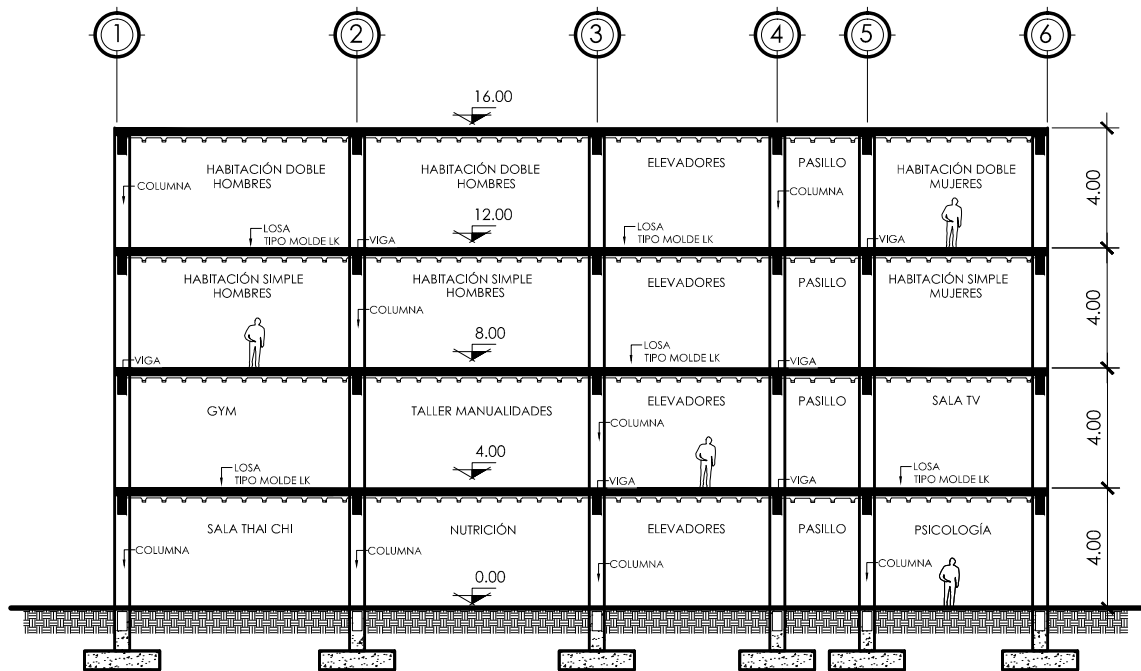 1 2 3 4 5 6
16.00
HABITACIÓN DOBLE
HOMBRES
HABITACIÓN DOBLE
HOMBRES
ELEVADORES
PASILLO
HABITACIÓN DOBLE
MUJERES
COLUMNA
COLUMNA
4.00
12.00
LOSA
TIPO MOLDE LK
VIGA
LOSA
TIPO MOLDE LK
VIGA
HABITACIÓN SIMPLE
HOMBRES
HABITACIÓN SIMPLE
HOMBRES
ELEVADORES
PASILLO
HABITACIÓN SIMPLE
MUJERES
COLUMNA
4.00
8.00
VIGA
LOSA
TIPO MOLDE LK
VIGA
GYM
TALLER MANUALIDADES
ELEVADORES
PASILLO
SALA TV
COLUMNA
4.00
4.00
LOSA
TIPO MOLDE LK
VIGA
VIGA
LOSA
TIPO MOLDE LK
SALA THAI CHI
NUTRICIÓN
ELEVADORES
PASILLO
PSICOLOGÍA
COLUMNA
COLUMNA
COLUMNA
COLUMNA
4.00
0.00